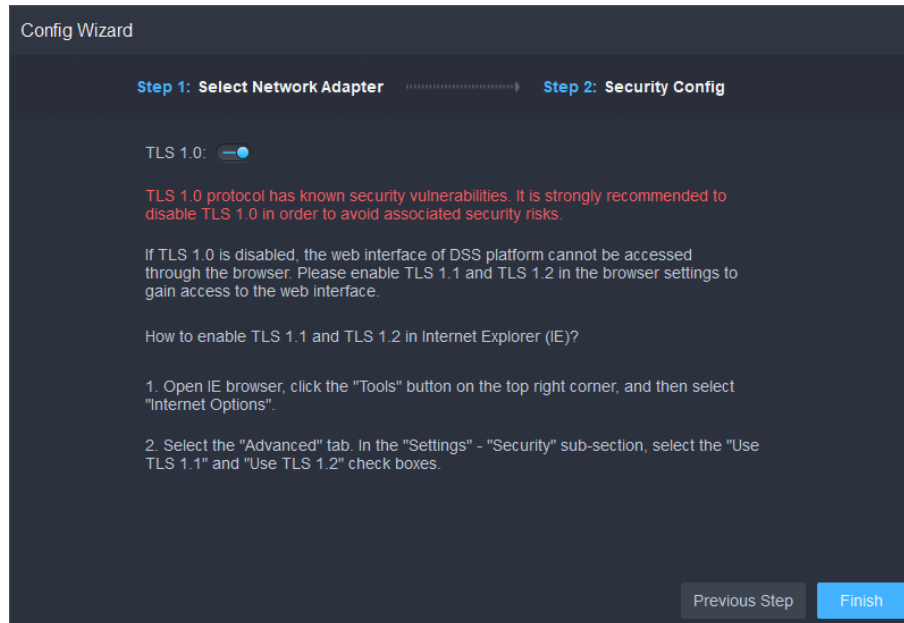 Config Wizard
Step 1: Select Network Adapter Step 2: Security Config
TLS 1.0:
TLS 1.0 protocol has known security vulnerabilities. It is strongly recommended to
disable TLS 1.0 in order to avoid associated security risks.
If TLS 1.0 is disabled, the web interface of DSS platform cannot be accessed
through the browser. Please enable TLS 1.1 and TLS 1.2 in the browser settings to
gain access to the web interface.
How to enable TLS 1.1 and TLS 1.2 in Internet Explorer (IE)?
1. Open IE browser, click the "Tools" button on the top right corner, and then select
"Internet Options".
2. Select the "Advanced" tab. In the "Settings" - "Security" sub-section, select the "Use
TLS 1.1" and "Use TLS 1.2" check boxes.
Previous Step Finish